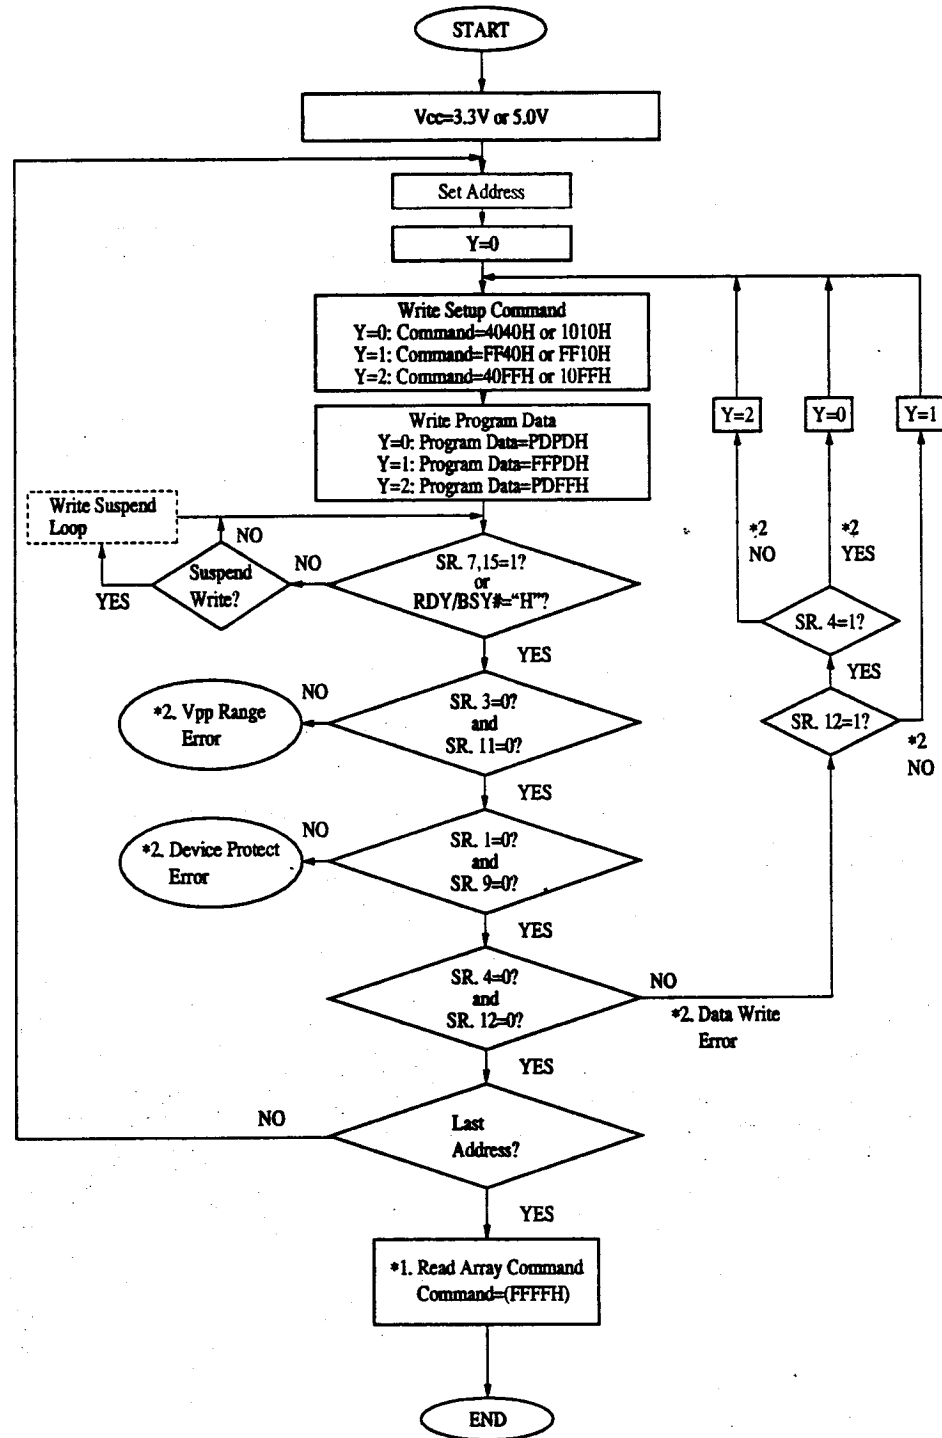 START
Vcc=3.3V or 5.0V
Set Address
Y=0
Write Setup Command
Y=0: Command=4040H or 1010H
Y=1: Command=FF40H or FF10H
Y=2: Command=40FFH or 10FFH
Y=2
Y=0
Y=1
Write Program Data
Y=0: Program Data=PDPDH
Y=1: Program Data=FFPDH
Y=2: Program Data=PDFFH
Write Suspend
Loop
NO
*2
NO
*2
YES
YES
Suspend
Write?
NO
SR. 7,15=1?
or
RDY/BSY#="H"?
SR. 4=1?
YES
YES
*2. Vpp Range
Error
NO
SR. 3=0?
and
SR. 11=0?
SR. 12=1?
*2
NO
YES
*2. Device Protect
Error
NO
SR. 1=0?
and
SR. 9=0?
YES
SR. 4=0?
and
SR. 12=0?
NO
*2. Data Write
Error
YES
NO
Last
Address?
YES
*1. Read Array Command
Command=(FFFFH)
END